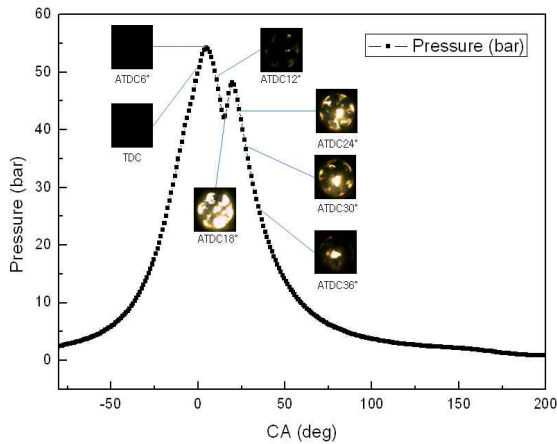 60
50
40
30
20
10
0
Pressure (bar)
Pressure (bar)
ATDC6°
ATDC12°
TDC
ATDC24°
ATDC18°
ATDC30°
ATDC36°
-50
0
50
100
150
200
CA (deg)